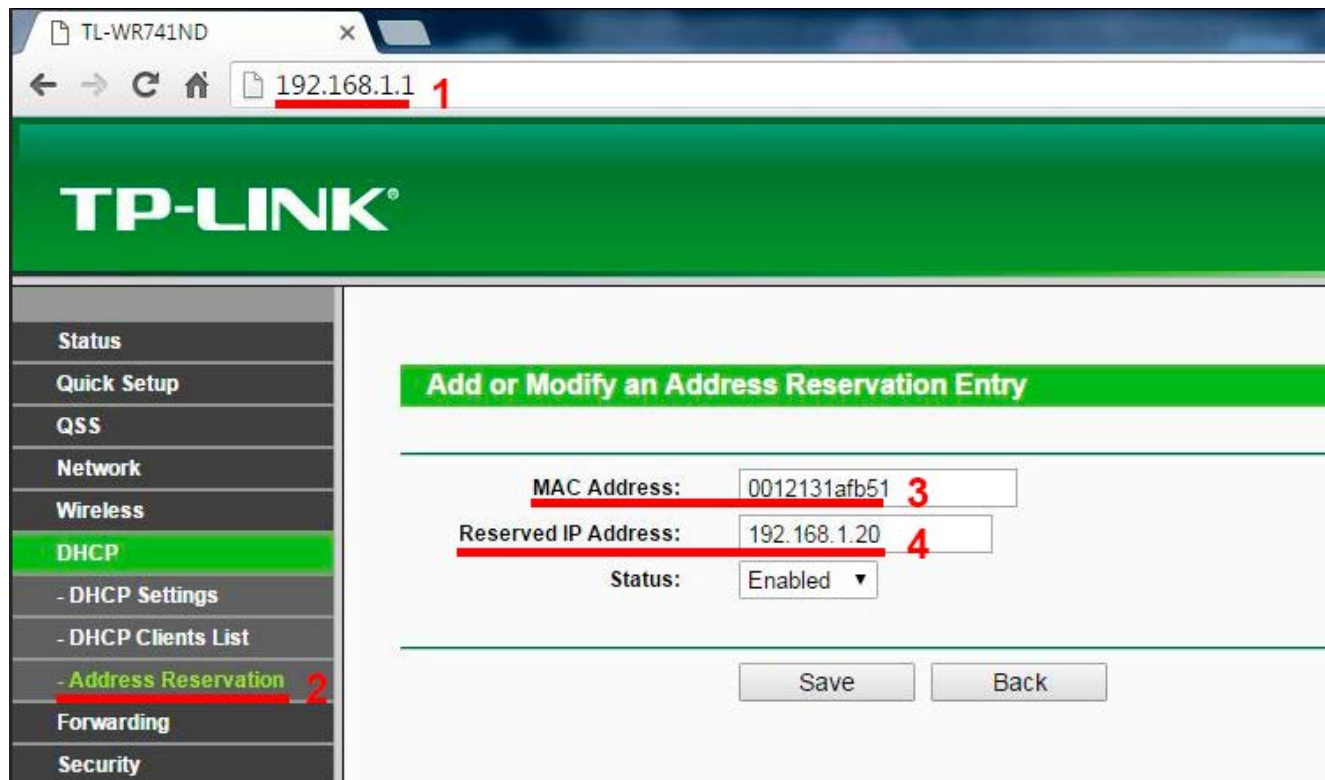 TL-WR741ND
192.168.1.1 1
TP-LINK®
Status
Quick Setup
QSS
Network
Wireless
DHCP
- DHCP Settings
- DHCP Clients List
- Address Reservation 2
Forwarding
Security
Add or Modify an Address Reservation Entry
MAC Address: 0012131afb51 3
Reserved IP Address: 192.168.1.20 4
Status: Enabled
Save Back